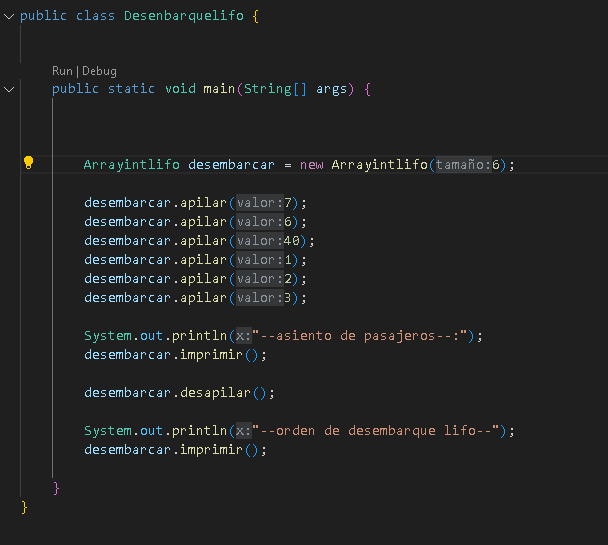 public class Desenbarquelifo {
Run | Debug
public static void main(String[] args) {
Arrayintlifo desembarcar = new Arrayintlifo(tamaño:6);
desembarcar.apilar(valor:7);
desembarcar.apilar(valor:6);
desembarcar.apilar(valor:40);
desembarcar.apilar(valor:1);
desembarcar.apilar(valor:2);
desembarcar.apilar(valor:3);
System.out.println(x:"--asiento de pasajeros--:");
desembarcar.imprimir();
desembarcar.desapilar();
System.out.println(x:"--orden de desembarque lifo--");
desembarcar.imprimir();
}
}